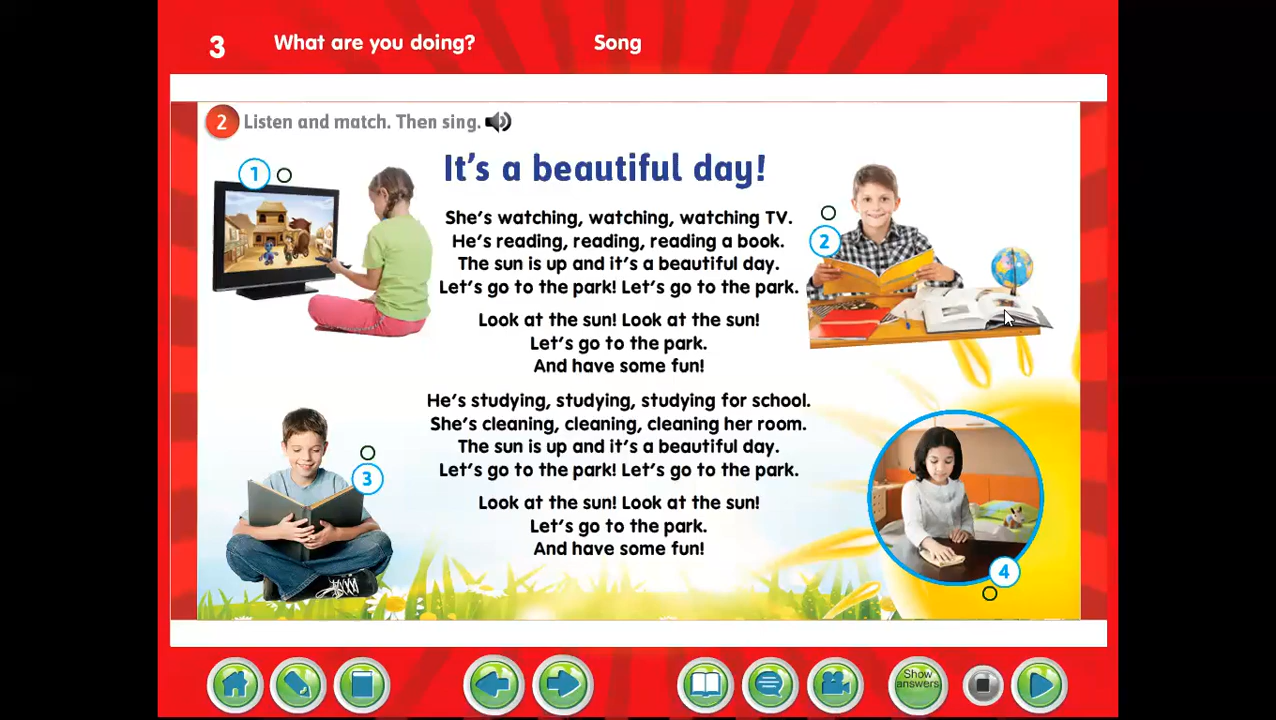 3 What are you doing? Song
2 Listen and match. Then sing.
It's a beautiful day!
1
She's watching, watching, watching TV.
He's reading, reading, reading a book.
The sun is up and it's a beautiful day.
Let's go to the park! Let's go to the park.
2
Look at the sun! Look at the sun!
Let's go to the park.
And have some fun!
He's studying, studying, studying for school.
She's cleaning, cleaning, cleaning her room.
The sun is up and it's a beautiful day.
Let's go to the park! Let's go to the park.
3
Look at the sun! Look at the sun!
Let's go to the park.
And have some fun!
4
Show
answers